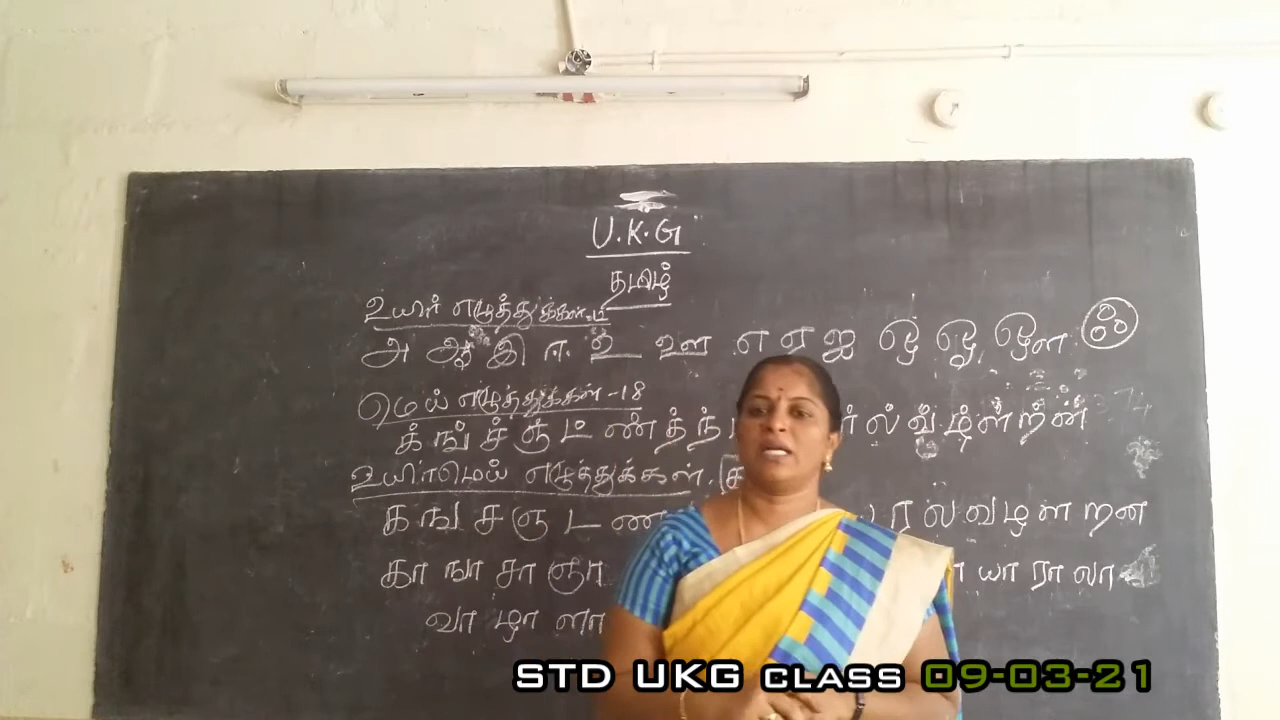 U.K.G
தமிழ்
உயிர் எழுத்துக்கள்.
அ ஆ இ ஈ உ ஊ எ ஏ ஐ ஒ ஓ ஔ ஃ
மெய் எழுத்துக்கள் -18
க் ங் ச் ஞ் ட் ண் த் ந் ர் ல் வ் ழ் ள் ற் ன்
உயிர்மெய் எழுத்துக்கள்.
க ங ச ஞ ட ண ர ல வ ழ ள ற ன
கா ஙா சா ஞா யா ரா லா
வா ழா ளா
STD UKG CLASS 09-03-21